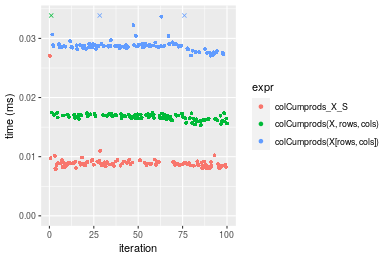 0.03
0.02
0.01
0.00
0
25
50
75
100
iteration
time (ms)
expr
colCumprods_X_S
colCumprods(X, rows, cols)
colCumprods(X[rows, cols])